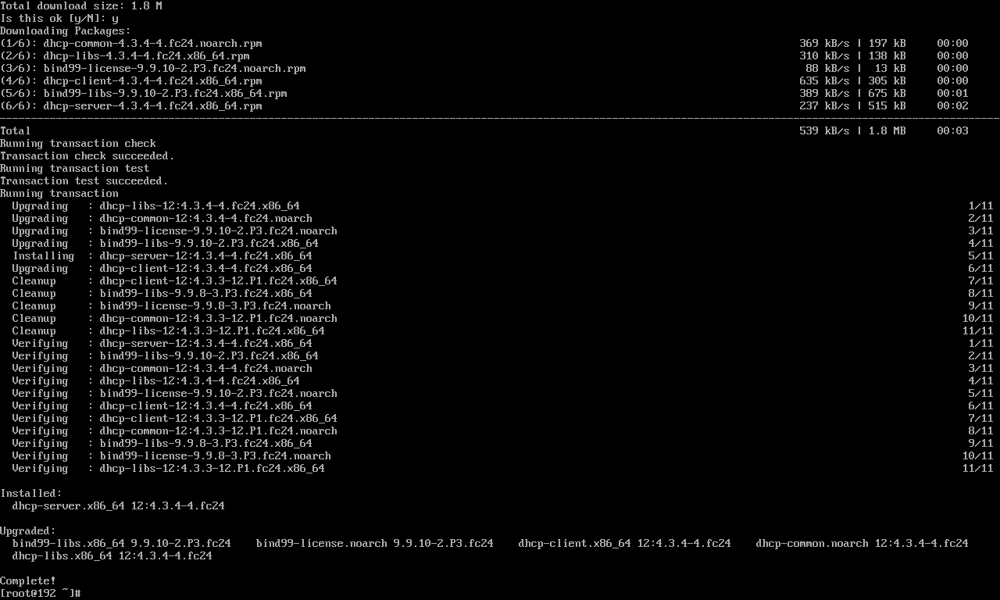 Total download size: 1.8 M
Is this ok [y/N]: y
Downloading Packages:
(1/6): dhcp-common-4.3.4-4.fc24.noarch.rpm 369 kB/s | 197 kB 00:00
(2/6): dhcp-libs-4.3.4-4.fc24.x86_64.rpm 310 kB/s | 138 kB 00:00
(3/6): bind99-license-9.9.10-2.P3.fc24.noarch.rpm 88 kB/s | 13 kB 00:00
(4/6): dhcp-client-4.3.4-4.fc24.x86_64.rpm 635 kB/s | 305 kB 00:00
(5/6): bind99-libs-9.9.10-2.P3.fc24.x86_64.rpm 389 kB/s | 675 kB 00:01
(6/6): dhcp-server-4.3.4-4.fc24.x86_64.rpm 237 kB/s | 515 kB 00:02
Total 539 kB/s | 1.8 MB 00:03
Running transaction check
Transaction check succeeded.
Running transaction test
Transaction test succeeded.
Running transaction
Upgrading : dhcp-libs-12:4.3.4-4.fc24.x86_64 1/11
Upgrading : dhcp-common-12:4.3.4-4.fc24.noarch 2/11
Upgrading : bind99-license-9.9.10-2.P3.fc24.noarch 3/11
Upgrading : bind99-libs-9.9.10-2.P3.fc24.x86_64 4/11
Installing : dhcp-server-12:4.3.4-4.fc24.x86_64 5/11
Upgrading : dhcp-client-12:4.3.4-4.fc24.x86_64 6/11
Cleanup : dhcp-client-12:4.3.3-12.P1.fc24.x86_64 7/11
Cleanup : bind99-libs-9.9.8-3.P3.fc24.x86_64 8/11
Cleanup : bind99-license-9.9.8-3.P3.fc24.noarch 9/11
Cleanup : dhcp-common-12:4.3.3-12.P1.fc24.noarch 10/11
Cleanup : dhcp-libs-12:4.3.3-12.P1.fc24.x86_64 11/11
Verifying : dhcp-server-12:4.3.4-4.fc24.x86_64 1/11
Verifying : bind99-libs-9.9.10-2.P3.fc24.x86_64 2/11
Verifying : dhcp-common-12:4.3.4-4.fc24.noarch 3/11
Verifying : dhcp-libs-12:4.3.4-4.fc24.x86_64 4/11
Verifying : bind99-license-9.9.10-2.P3.fc24.noarch 5/11
Verifying : dhcp-client-12:4.3.4-4.fc24.x86_64 6/11
Verifying : dhcp-client-12:4.3.3-12.P1.fc24.x86_64 7/11
Verifying : dhcp-common-12:4.3.3-12.P1.fc24.noarch 8/11
Verifying : bind99-libs-9.9.8-3.P3.fc24.x86_64 9/11
Verifying : bind99-license-9.9.8-3.P3.fc24.noarch 10/11
Verifying : dhcp-libs-12:4.3.3-12.P1.fc24.x86_64 11/11
Installed:
dhcp-server.x86_64 12:4.3.4-4.fc24
Upgraded:
bind99-libs.x86_64 9.9.10-2.P3.fc24 bind99-license.noarch 9.9.10-2.P3.fc24 dhcp-client.x86_64 12:4.3.4-4.fc24 dhcp-common.noarch 12:4.3.4-4.fc24
dhcp-libs.x86_64 12:4.3.4-4.fc24
Complete!
[root@192 ~]#